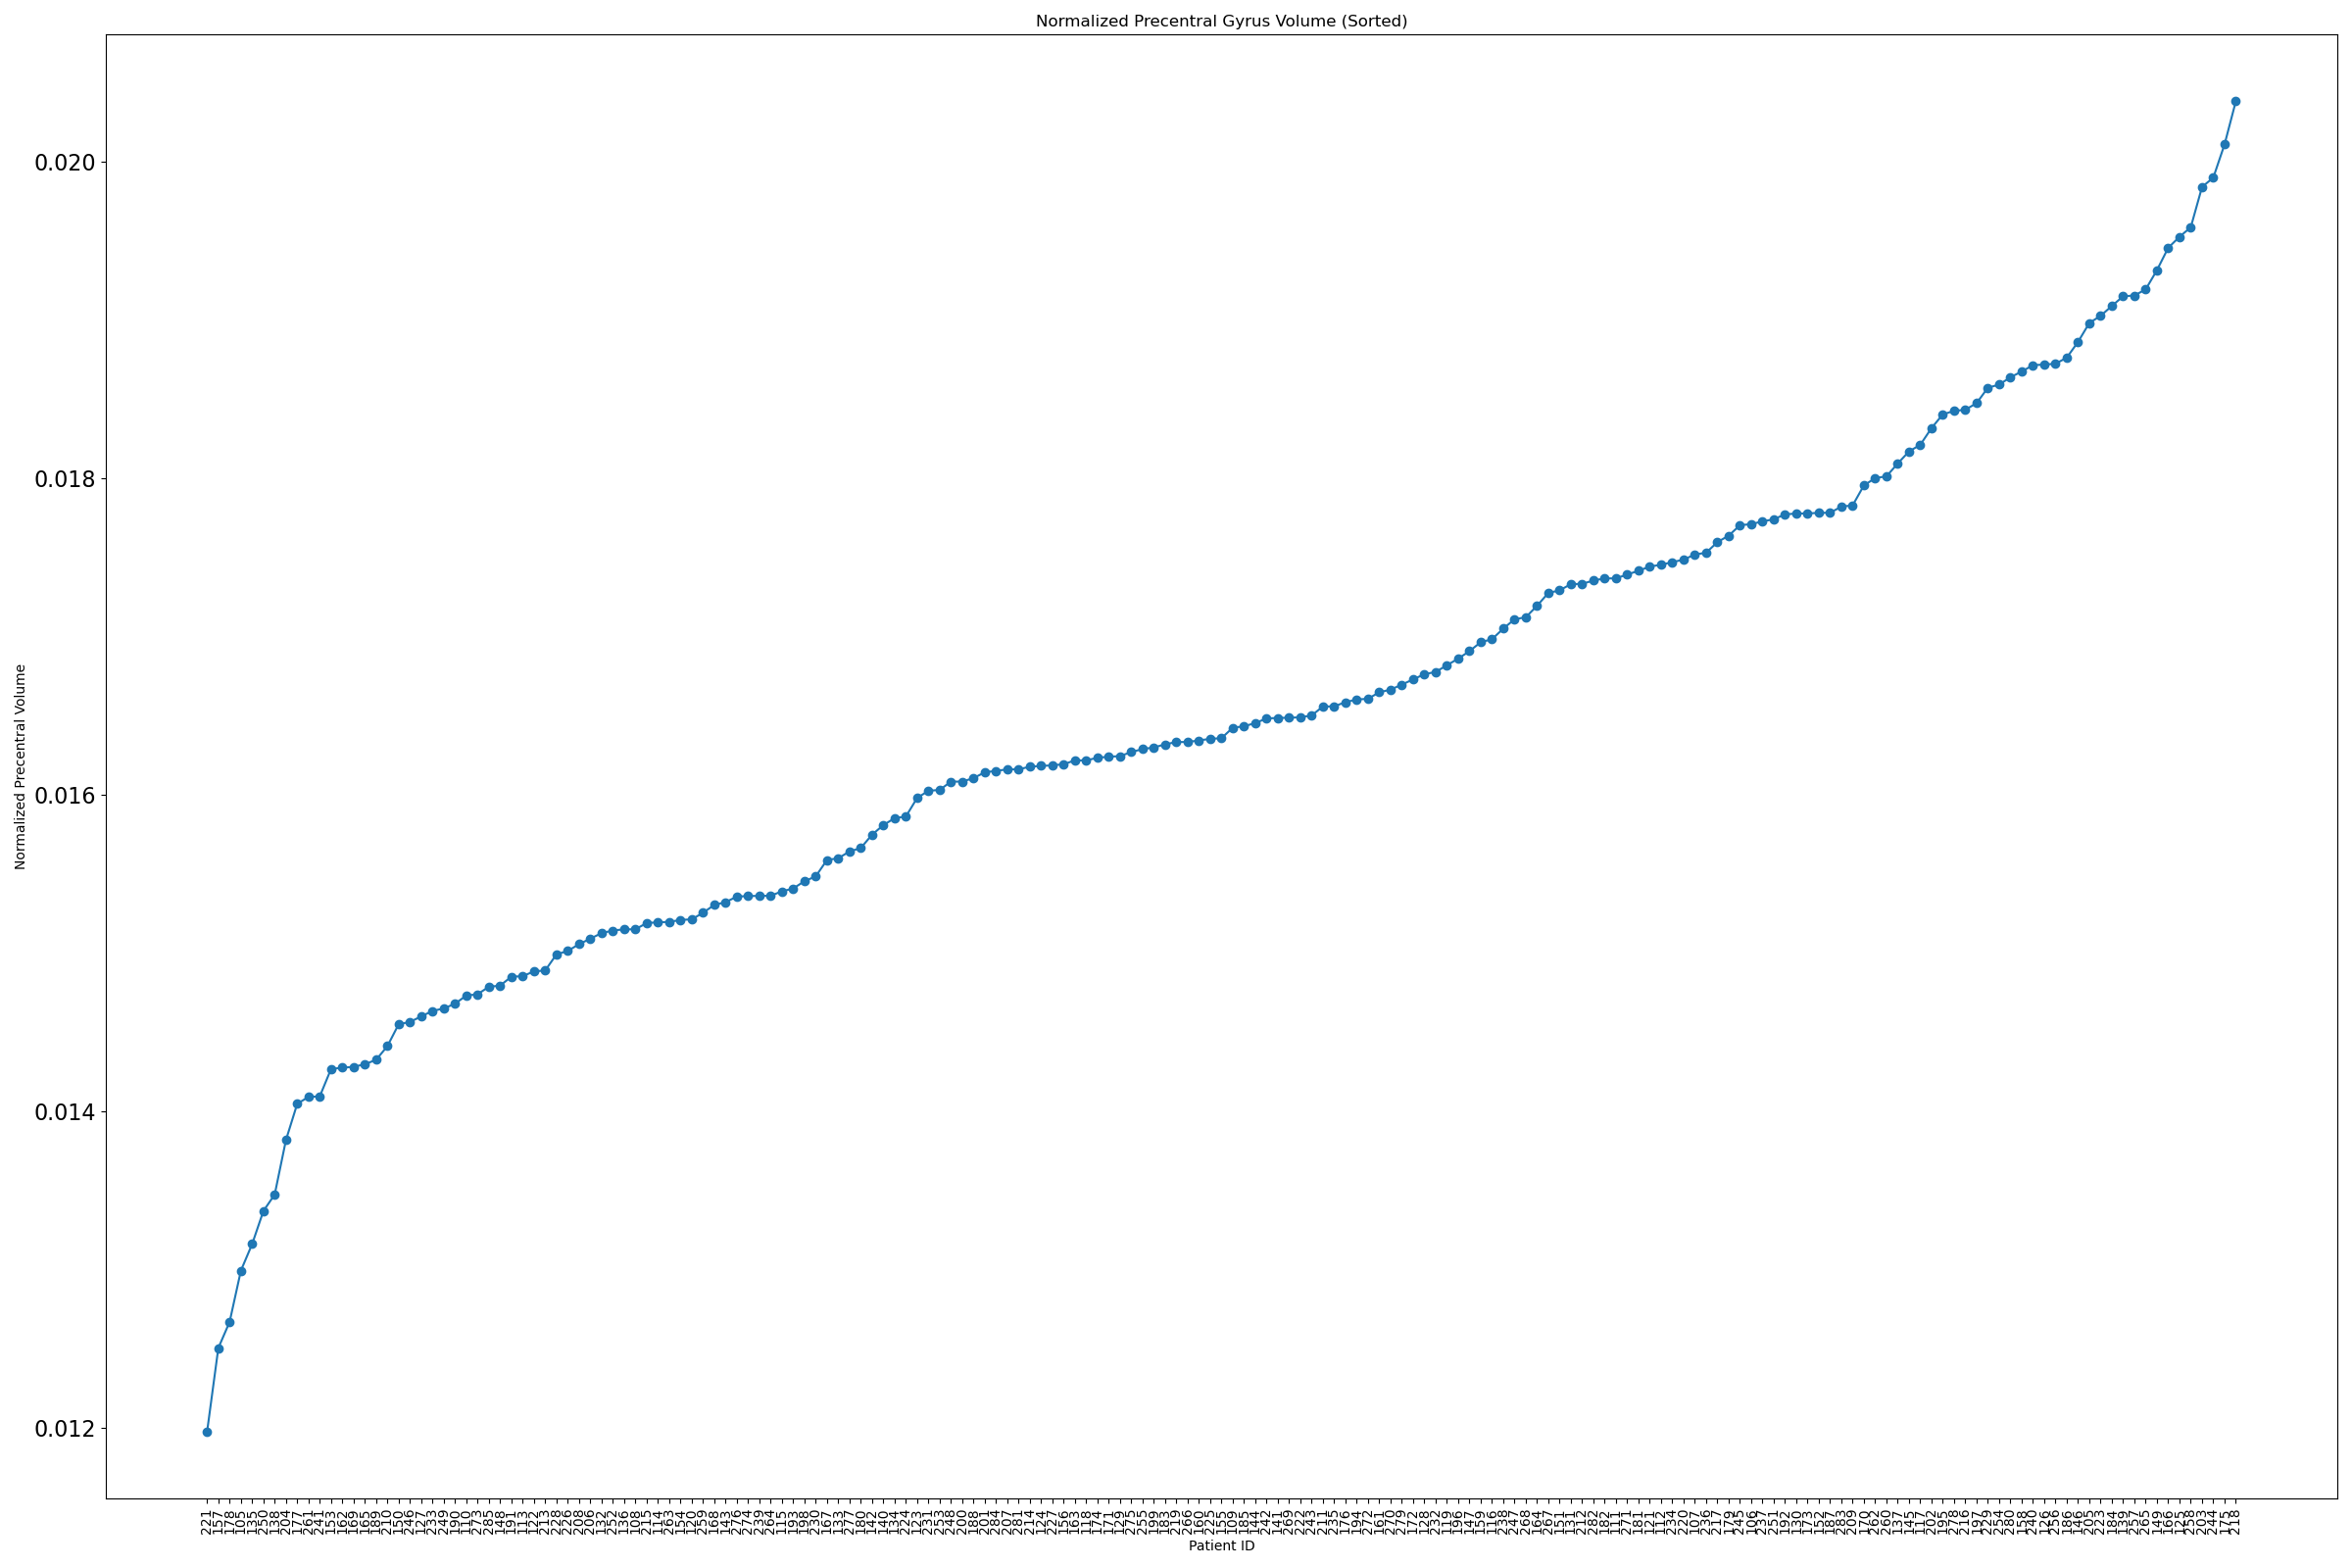 Normalized Precentral Gyrus Volume (Sorted)
Normalized Precentral Volume
0.020
0.018
0.016
0.014
0.012
221 157 178 105 135 250 138 204 177 261 241 153 162 169 165 189 210 150 246 227 233 249 190 110 273 285 148 191 113 122 213 228 226 208 206 132 252 136 108 215 114 263 154 120 259 168 143 276 274 239 264 115 193 198 230 167 133 277 180 142 140 134 224 123 231 253 248 200 188 201 284 207 281 214 124 127 156 163 118 174 171 129 275 255 199 183 219 266 160 225 155 109 185 144 242 141 269 222 243 211 235 176 194 272 161 270 279 172 128 232 119 196 147 159 116 238 247 268 164 267 151 131 212 282 182 111 271 181 121 112 234 220 107 236 217 179 245 106 237 251 192 130 173 152 187 283 209 170 262 260 137 145 117 202 195 278 216 197 229 254 280 158 240 126 256 186 146 205 223 184 139 257 265 149 166 125 258 203 244 175 218
Patient ID